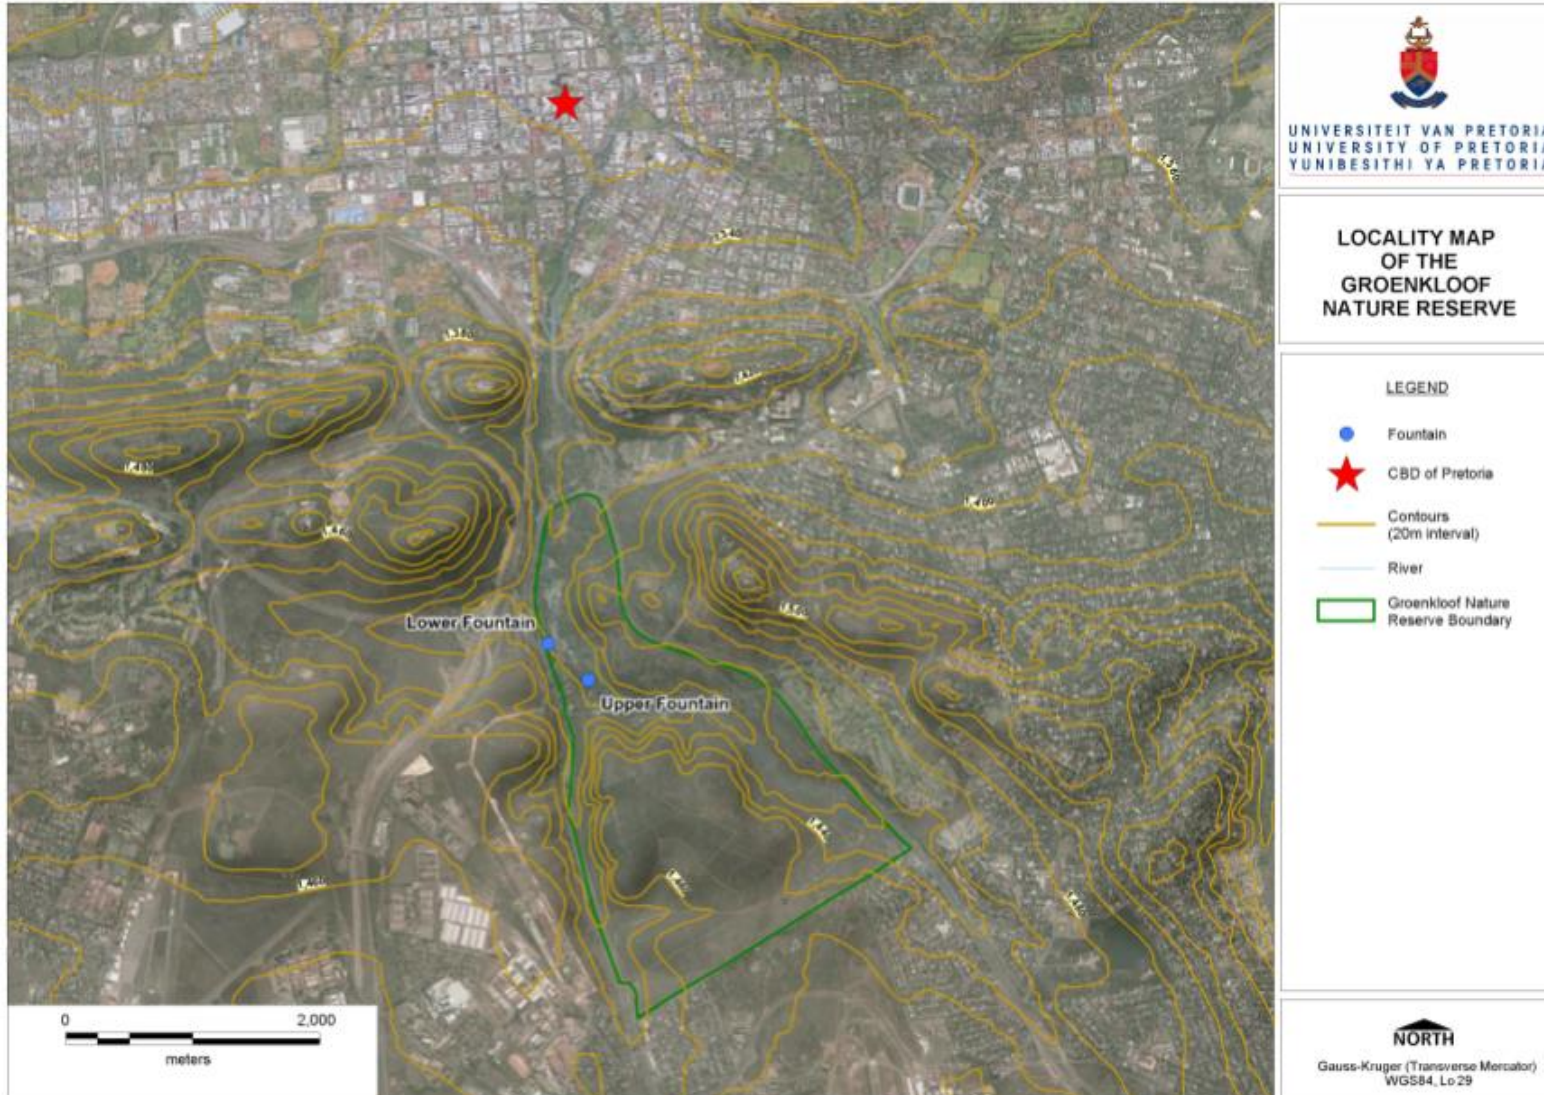 UNIVERSITEIT VAN PRETORIA
UNIVERSITY OF PRETORIA
YUNIBESITHI YA PRETORIA
LOCALITY MAP
OF THE
GROENKLOOF
NATURE RESERVE
LEGEND
Fountain
CBD of Pretoria
Contours
(20m interval)
River
Groenkloof Nature
Reserve Boundary
NORTH
Gauss-Kruger (Transverse Mercator)
WGS84, Lo 29
Lower Fountain
Upper Fountain
0 2,000
meters